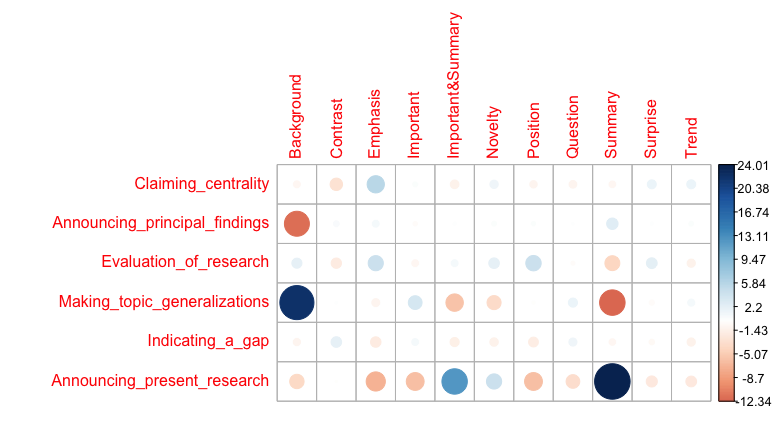 Background
Contrast
Emphasis
Important
Important&Summary
Novelty
Position
Question
Summary
Surprise
Trend
Claiming_centrality
Announcing_principal_findings
Evaluation_of_research
Making_topic_generalizations
Indicating_a_gap
Announcing_present_research
24.01
20.38
16.74
13.11
9.47
5.84
2.2
-1.43
-5.07
-8.7
-12.34